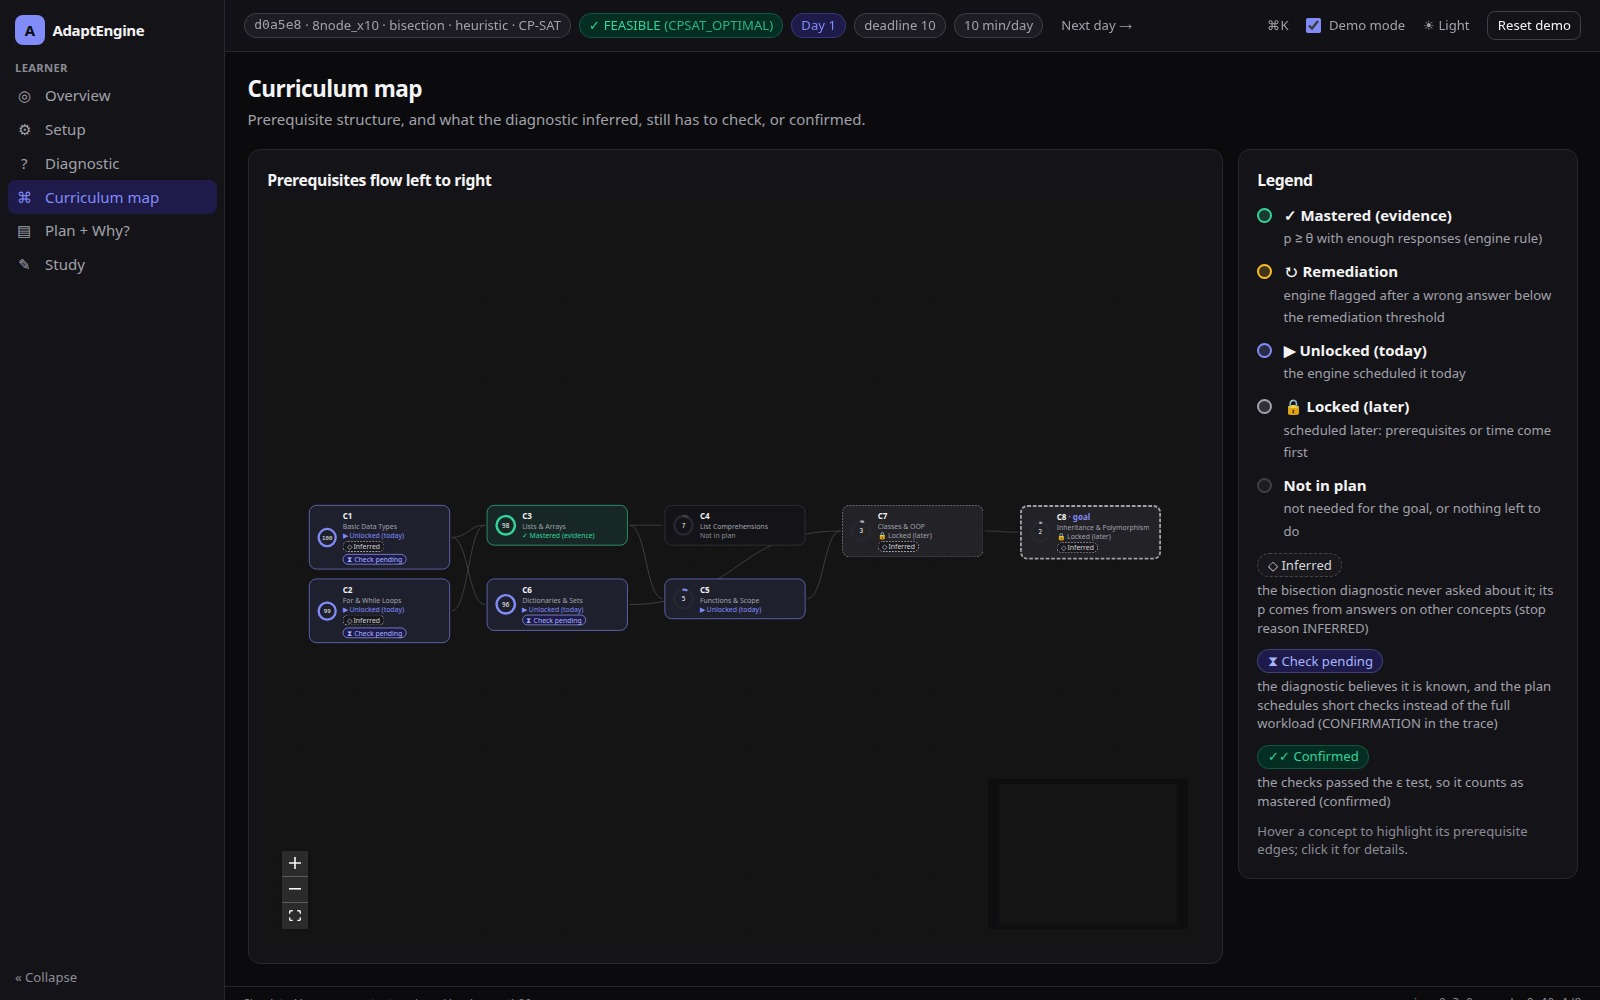 A AdaptEngine
LEARNER
◎ Overview
⚙ Setup
? Diagnostic
⌘ Curriculum map
▤ Plan + Why?
✎ Study
« Collapse
d0a5e8 · 8node_x10 · bisection · heuristic · CP-SAT
✓ FEASIBLE (CPSAT_OPTIMAL)
Day 1
deadline 10
10 min/day
Next day →
⌘K
Demo mode
☀ Light
Reset demo
Curriculum map
Prerequisite structure, and what the diagnostic inferred, still has to check, or confirmed.
Prerequisites flow left to right
100
C1
Basic Data Types
▶ Unlocked (today)
◇ Inferred
⧗ Check pending
99
C2
For & While Loops
▶ Unlocked (today)
◇ Inferred
⧗ Check pending
98
C3
Lists & Arrays
✓ Mastered (evidence)
96
C6
Dictionaries & Sets
▶ Unlocked (today)
⧗ Check pending
7
C4
List Comprehensions
Not in plan
5
C5
Functions & Scope
▶ Unlocked (today)
3
C7
Classes & OOP
🔒 Locked (later)
◇ Inferred
2
C8 · goal
Inheritance & Polymorphism
🔒 Locked (later)
◇ Inferred
Legend
✓ Mastered (evidence)
p ≥ θ with enough responses (engine rule)
↻ Remediation
engine flagged after a wrong answer below
the remediation threshold
▶ Unlocked (today)
the engine scheduled it today
🔒 Locked (later)
scheduled later: prerequisites or time come
first
Not in plan
not needed for the goal, or nothing left to
do
◇ Inferred
the bisection diagnostic never asked about it; its
p comes from answers on other concepts (stop
reason INFERRED)
⧗ Check pending
the diagnostic believes it is known, and the plan
schedules short checks instead of the full
workload (CONFIRMATION in the trace)
✓✓ Confirmed
the checks passed the ε test, so it counts as
mastered (confirmed)
Hover a concept to highlight its prerequisite
edges; click it for details.